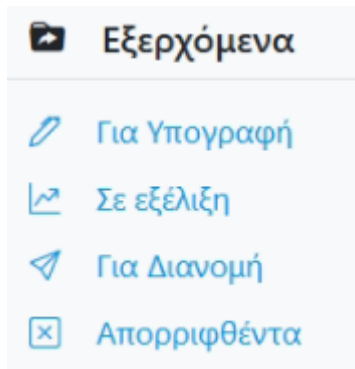 Εξερχόμενα
Για Υπογραφή
Σε εξέλιξη
Για Διανομή
Απορριφθέντα